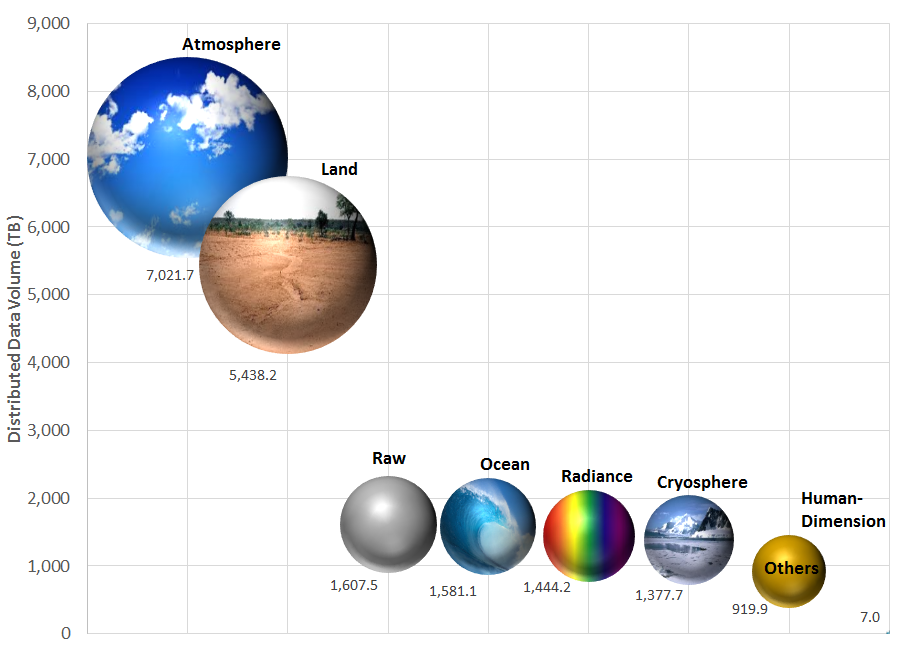 9,000
8,000
7,000
6,000
5,000
4,000
3,000
2,000
1,000
0
Distributed Data Volume (TB)
Atmosphere
7,021.7
Land
5,438.2
Raw
1,607.5
Ocean
1,581.1
Radiance
1,444.2
Cryosphere
1,377.7
Others
919.9
Human-
Dimension
7.0